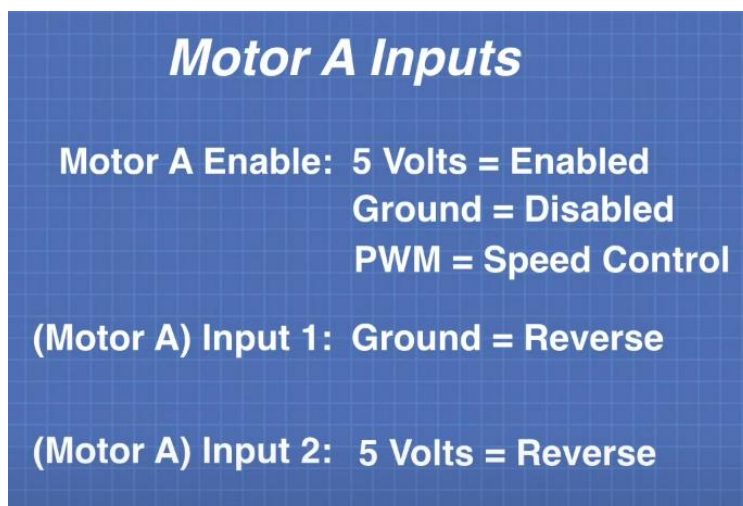 Motor A Inputs
Motor A Enable: 5 Volts = Enabled
Ground = Disabled
PWM = Speed Control
(Motor A) Input 1: Ground = Reverse
(Motor A) Input 2: 5 Volts = Reverse